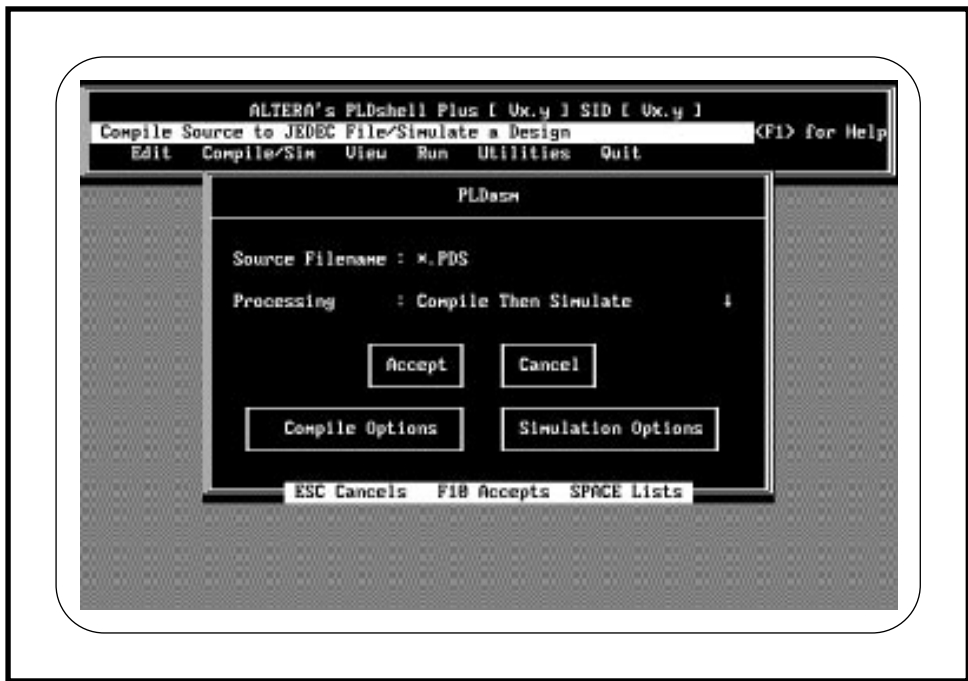 ALTERA's PLDshell Plus [ Vx.y ] SID [ Vx.y ]
Compile Source to JEDEC File/Simulate a Design <F1> for Help
Edit Compile/Sim View Run Utilities Quit
PLDasm
Source Filename : *.PDS
Processing : Compile Then Simulate ↓
Accept Cancel
Compile Options Simulation Options
ESC Cancels F10 Accepts SPACE Lists